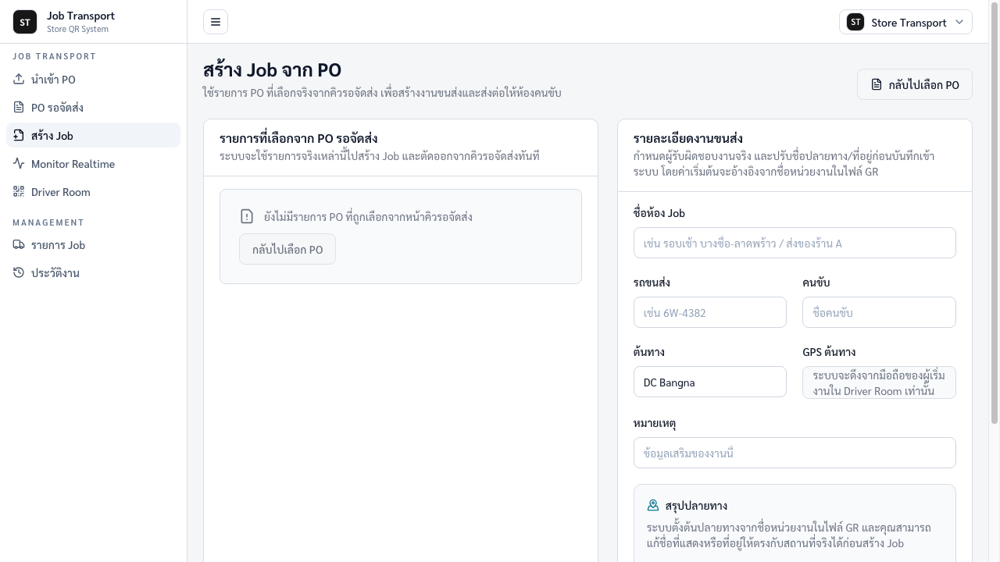 ST
Job Transport
Store QR System
JOB TRANSPORT
นำเข้า PO
PO รอจัดส่ง
สร้าง Job
Monitor Realtime
Driver Room
MANAGEMENT
รายการ Job
ประวัติงาน
ST
Store Transport
สร้าง Job จาก PO
ใช้รายการ PO ที่เลือกจริงจากคิวรอจัดส่ง เพื่อสร้างงานขนส่งและส่งต่อให้ห้องคนขับ
กลับไปเลือก PO
รายการที่เลือกจาก PO รอจัดส่ง
ระบบจะใช้รายการจริงเหล่านี้ไปสร้าง Job และตัดออกจากคิวรอจัดส่งทันที
ยังไม่มีรายการ PO ที่ถูกเลือกจากหน้าคิวรอจัดส่ง
กลับไปเลือก PO
รายละเอียดงานขนส่ง
กำหนดผู้รับผิดชอบงานจริง และปรับชื่อปลายทาง/ที่อยู่ก่อนบันทึกเข้า
ระบบ โดยค่าเริ่มต้นจะอ้างอิงจากชื่อหน่วยงานในไฟล์ GR
ชื่อห้อง Job
เช่น รอบเช้า บางซื่อ-ลาดพร้าว / ส่งของร้าน A
รถขนส่ง
คนขับ
เช่น 6W-4382
ชื่อคนขับ
ต้นทาง
GPS ต้นทาง
DC Bangna
ระบบจะดึงจากมือถือของผู้เริ่ม
งานใน Driver Room เท่านั้น
หมายเหตุ
ข้อมูลเสริมของงานนี้
สรุปปลายทาง
ระบบตั้งต้นปลายทางจากชื่อหน่วยงานในไฟล์ GR และคุณสามารถ
แก้ชื่อที่แสดงหรือที่อยู่ให้ตรงกับสถานที่จริงได้ก่อนสร้าง Job